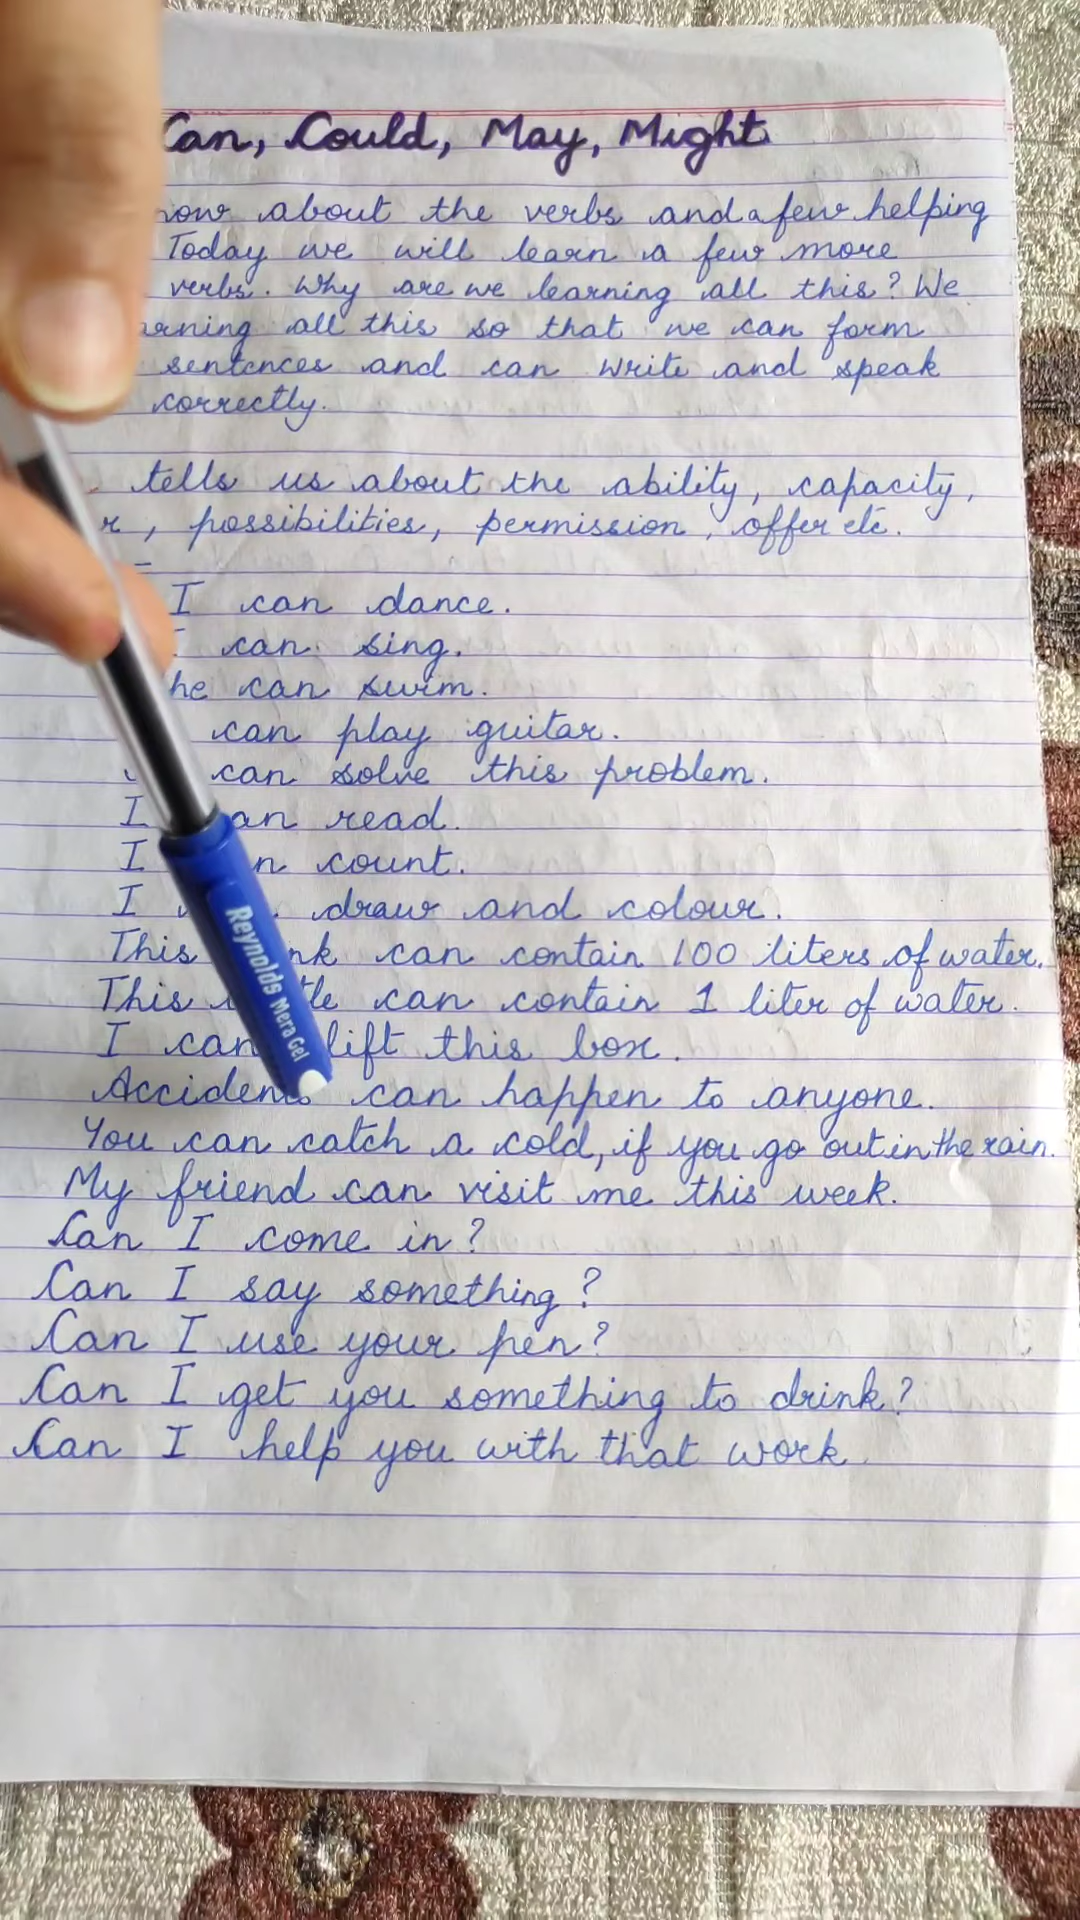 Can, Could, May, Might
about the verbs and a few helping
Today we will learn a few more
verbs. Why are we learning all this? We
all this so that we can form
sentences and can write and speak
correctly.
tells us about the ability, capacity,
, possibilities, permission, offer etc.
I can dance.
I can sing.
he can swim.
can play guitar.
can solve this problem.
I an read.
I n count.
I draw and colour.
This nk can contain 100 liters of water.
This tle can contain 1 liter of water.
I can lift this box.
Accident can happen to anyone.
You can catch a cold, if you go out in the rain.
My friend can visit me this week.
Can I come in?
Can I say something?
Can I use your pen?
Can I get you something to drink?
Can I help you with that work.
Reynolds Mera Gel